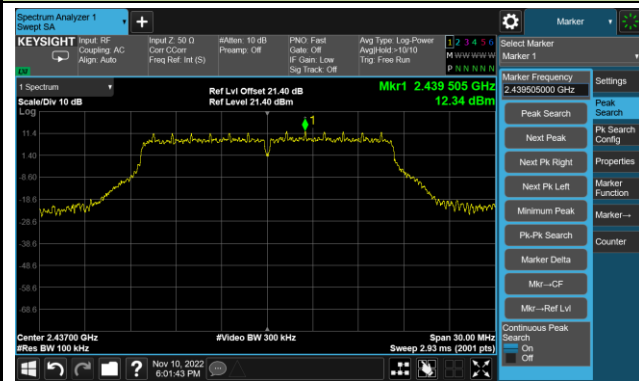 Spectrum Analyzer 1
Swept SA
+
Marker
KEYSIGHT
Input: RF
Coupling: AC
Align: Auto
Input Z: 50 Ω
Corr CCorr
Freq Ref: Int (S)
#Atten: 10 dB
Preamp: Off
PNO: Fast
Gate: Off
IF Gain: Low
Sig Track: Off
Avg Type: Log-Power
Avg|Hold:>10/10
Trig: Free Run
1 2 3 4 5 6
M W W W W W
P N N N N N
LXI
Select Marker
Marker 1
1 Spectrum
Scale/Div 10 dB
Log
Ref Lvl Offset 21.40 dB
Ref Level 21.40 dBm
Mkr1 2.439 505 GHz
12.34 dBm
1
11.4
1.40
-8.60
-18.6
-28.6
-38.6
-48.6
-58.6
-68.6
Center 2.43700 GHz
#Res BW 100 kHz
#Video BW 300 kHz
Span 30.00 MHz
Sweep 2.93 ms (2001 pts)
Marker Frequency
2.439505000 GHz
Peak Search
Next Peak
Next Pk Right
Next Pk Left
Minimum Peak
Pk-Pk Search
Marker Delta
Mkr→CF
Mkr→Ref Lvl
Continuous Peak
Search
On
Off
Settings
Peak
Search
Pk Search
Config
Properties
Marker
Function
Marker→
Counter
?
Nov 10, 2022
6:01:43 PM